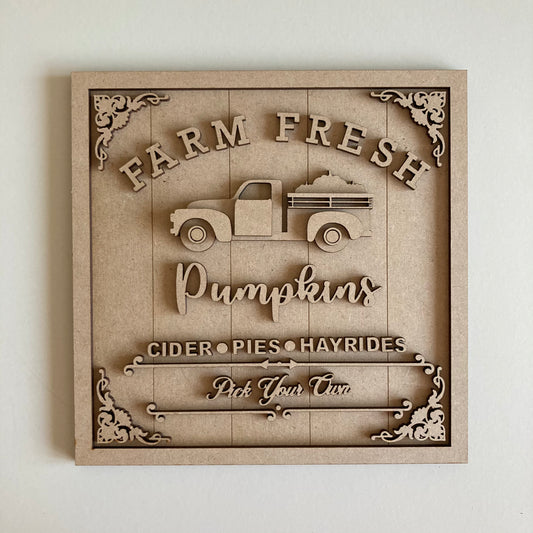 FARM FRESH
Pumpkins
CIDER • PIES • HAYRIDES
Pick Your Own